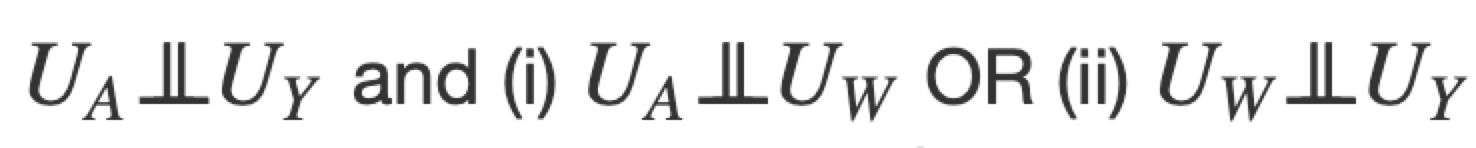 U_A ⫫ U_Y and (i) U_A ⫫ U_W OR (ii) U_W ⫫ U_Y